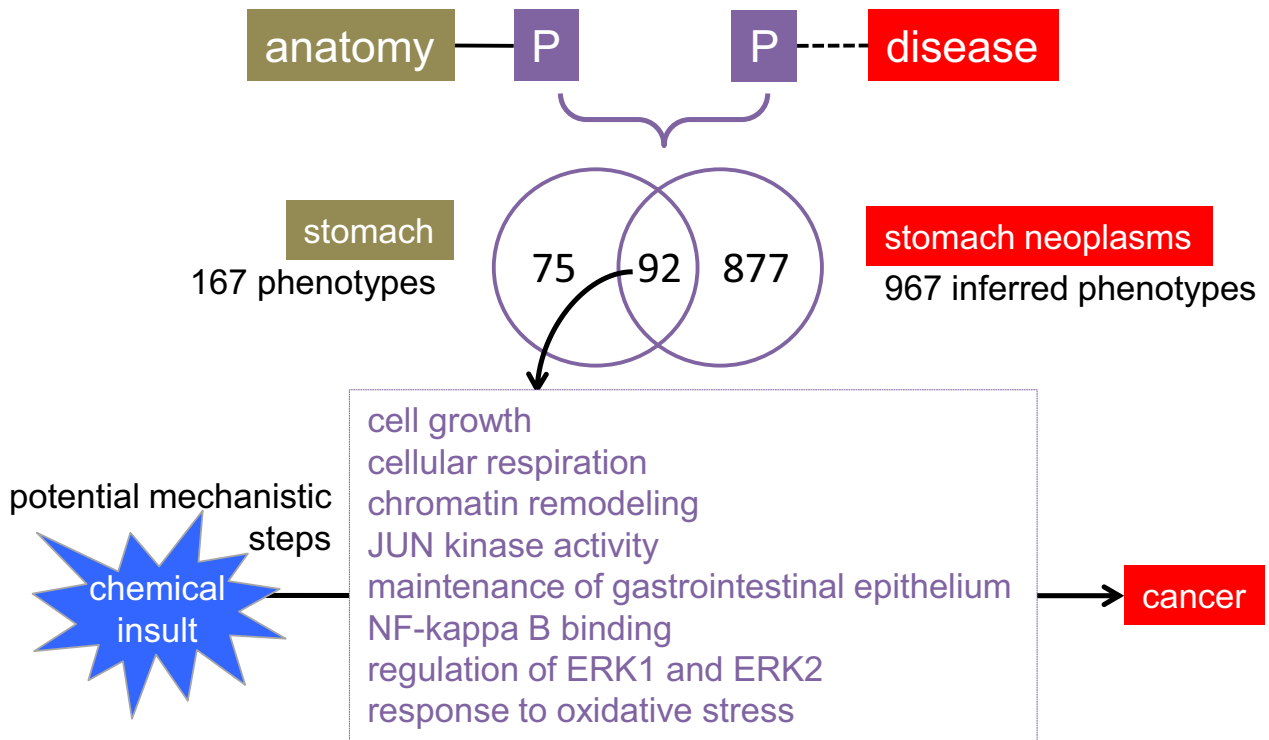 anatomy P P disease
stomach
167 phenotypes
75 92 877
stomach neoplasms
967 inferred phenotypes
potential mechanistic
steps
chemical
insult
cell growth
cellular respiration
chromatin remodeling
JUN kinase activity
maintenance of gastrointestinal epithelium
NF-kappa B binding
regulation of ERK1 and ERK2
response to oxidative stress
cancer